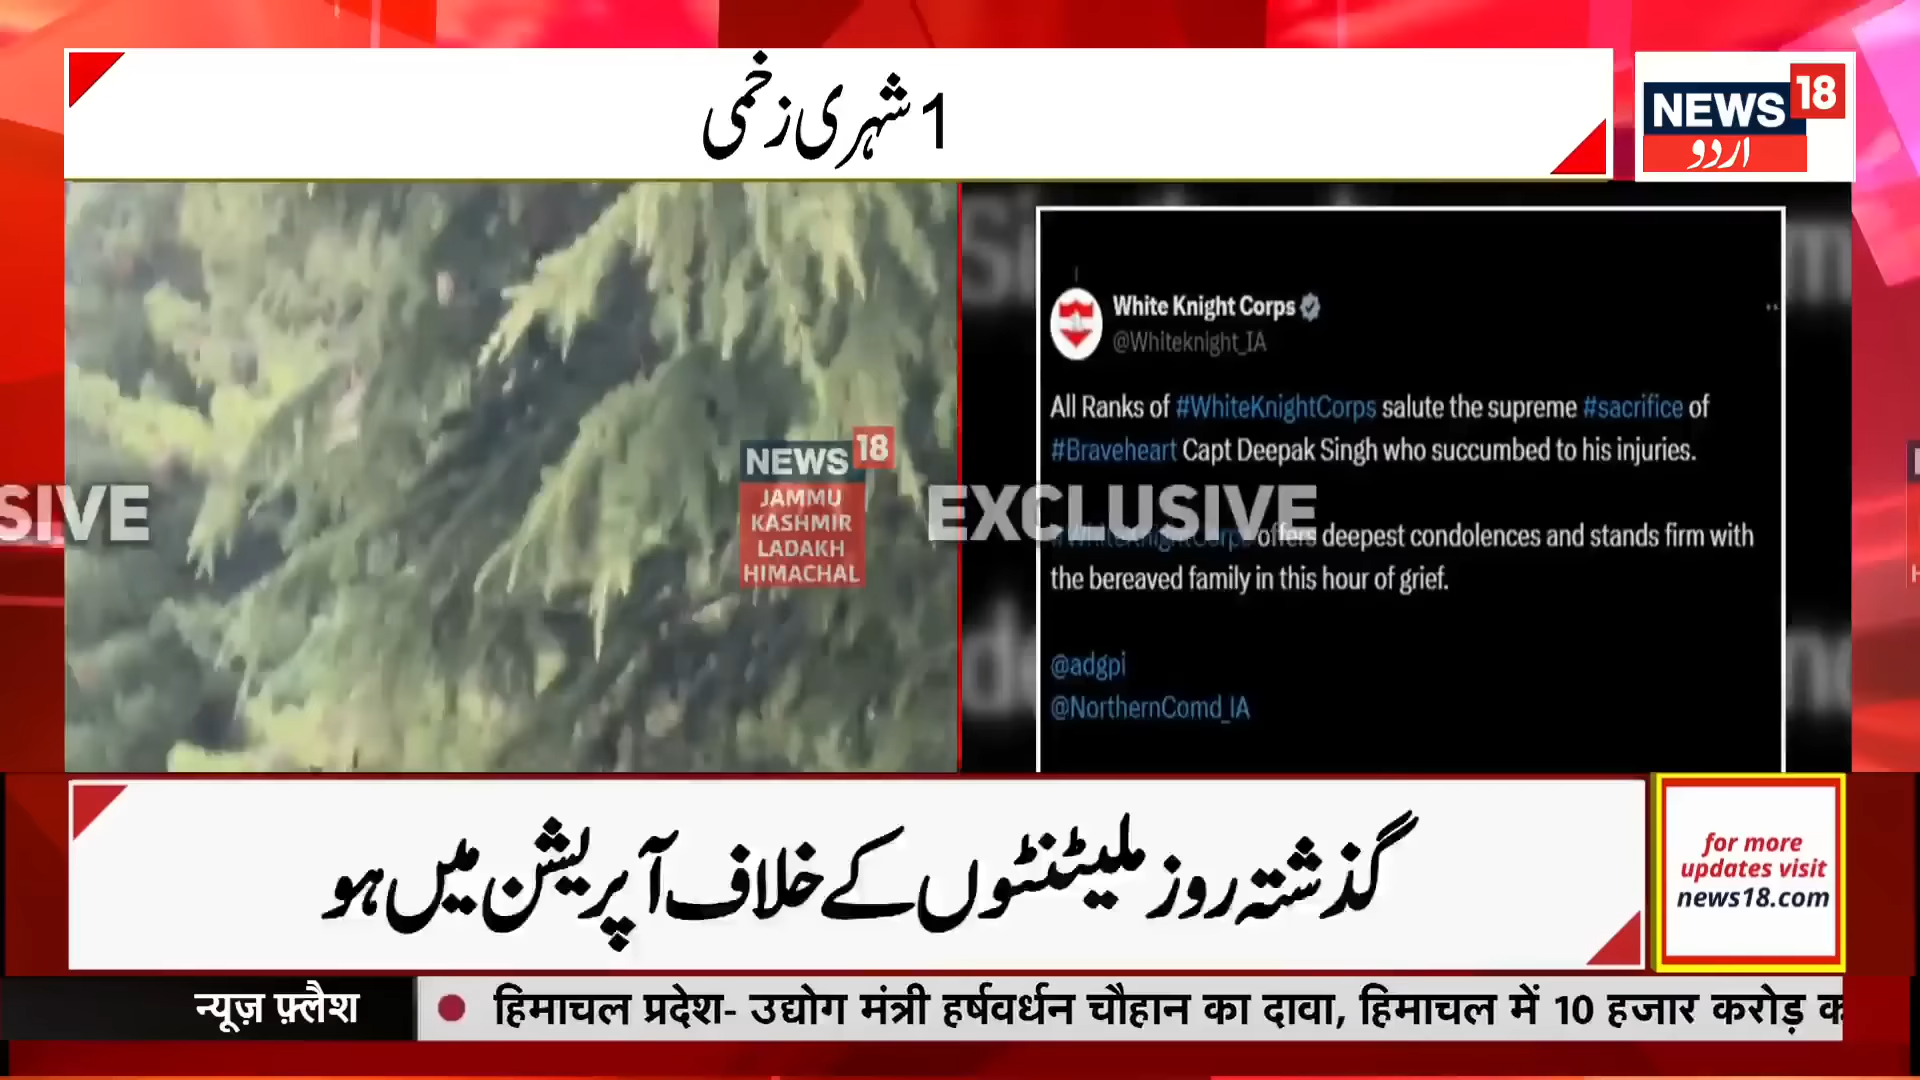 1 شہری زخمی
NEWS 18
اردو
White Knight Corps
@Whiteknight_IA
All Ranks of #WhiteKnightCorps salute the supreme #sacrifice of
#Braveheart Capt Deepak Singh who succumbed to his injuries.
#WhiteKnightCorps offers deepest condolences and stands firm with
the bereaved family in this hour of grief.
@adgpi
@NorthernComd_IA
NEWS 18
JAMMU
KASHMIR
LADAKH
HIMACHAL
SIVE
EXCLUSIVE
گذشتہ روز ملیٹنٹوں کے خلاف آپریشن میں ہو
for more
updates visit
news18.com
न्यूज़ फ़्लैश
हिमाचल प्रदेश- उद्योग मंत्री हर्षवर्धन चौहान का दावा, हिमाचल में 10 हजार करोड़